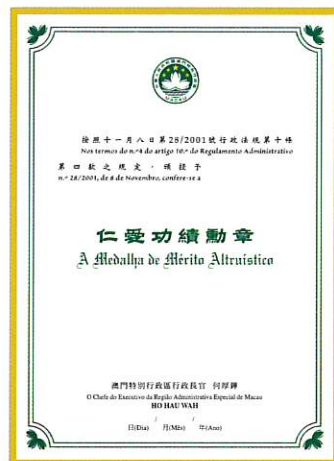 按照十一月八日第28/2001號行政法規第十條
Nos termos do n.º4 do artigo 10.º do Regulamento Administrativo
第四款之規定，頒授予
n.º 28/2001, de 8 de Novembro, confere-se a
仁愛功績勳章
A Medalha de Mérito Altruístico
澳門特別行政區行政長官 何厚鏵
O Chefe do Executivo da Região Administrativa Especial de Macau
HO HAU WAH
/ /
日(Dia) 月(Mês) 年(Ano)